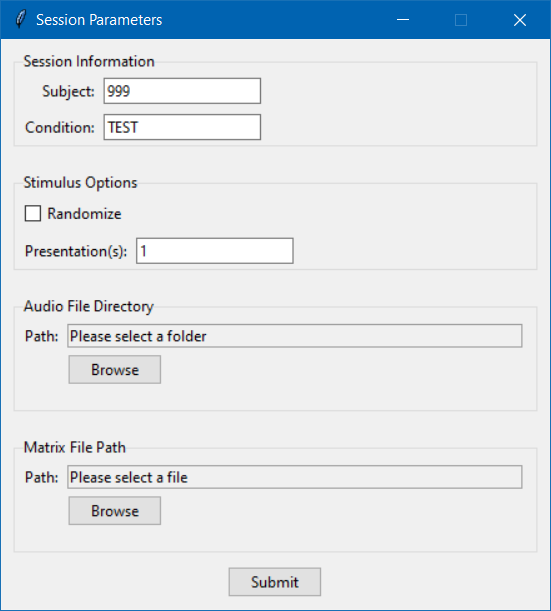 Session Parameters
Session Information
Subject: 999
Condition: TEST
Stimulus Options
Randomize
Presentation(s): 1
Audio File Directory
Path: Please select a folder
Browse
Matrix File Path
Path: Please select a file
Browse
Submit